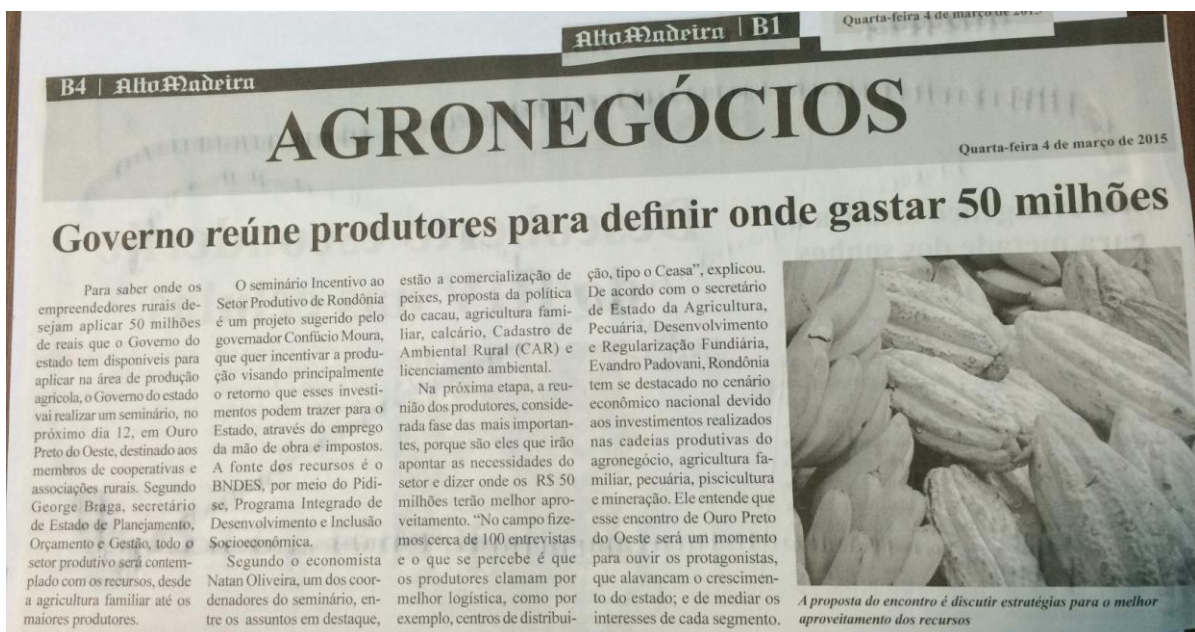 Alto Madeira | B1
Quarta-feira 4 de março de 2015
B4 | Alto Madeira
AGRONEGÓCIOS
Quarta-feira 4 de março de 2015
Governo reúne produtores para definir onde gastar 50 milhões
Para saber onde os
empreendedores rurais de-
sejam aplicar 50 milhões
de reais que o Governo do
estado tem disponíveis para
aplicar na área de produção
agrícola, o Governo do estado
vai realizar um seminário, no
próximo dia 12, em Ouro
Preto do Oeste, destinado aos
membros de cooperativas e
associações rurais. Segundo
George Braga, secretário
de Estado de Planejamento,
Orçamento e Gestão, todo o
setor produtivo será contem-
plado com os recursos, desde
a agricultura familiar até os
maiores produtores.
O seminário Incentivo ao
Setor Produtivo de Rondônia
é um projeto sugerido pelo
governador Confúcio Moura,
que quer incentivar a produ-
ção visando principalmente
o retorno que esses investi-
mentos podem trazer para o
Estado, através do emprego
da mão de obra e impostos.
A fonte dos recursos é o
BNDES, por meio do Pidi-
se, Programa Integrado de
Desenvolvimento e Inclusão
Socioeconômica.
Segundo o economista
Natan Oliveira, um dos coor-
denadores do seminário, en-
tre os assuntos em destaque,
estão a comercialização de
peixes, proposta da política
do cacau, agricultura fami-
liar, calcário, Cadastro de
Ambiental Rural (CAR) e
licenciamento ambiental.
Na próxima etapa, a reu-
nião dos produtores, conside-
rada fase das mais importan-
tes, porque são eles que irão
apontar as necessidades do
setor e dizer onde os R$ 50
milhões terão melhor apro-
veitamento. “No campo fize-
mos cerca de 100 entrevistas
e o que se percebe é que
os produtores clamam por
melhor logística, como por
exemplo, centros de distribui-
ção, tipo o Ceasa”, explicou.
De acordo com o secretário
de Estado da Agricultura,
Pecuária, Desenvolvimento
e Regularização Fundiária,
Evandro Padovani, Rondônia
tem se destacado no cenário
econômico nacional devido
aos investimentos realizados
nas cadeias produtivas do
agronegócio, agricultura fa-
miliar, pecuária, piscicultura
e mineração. Ele entende que
esse encontro de Ouro Preto
do Oeste será um momento
para ouvir os protagonistas,
que alavancam o crescimen-
to do estado; e de mediar os
interesses de cada segmento.
A proposta do encontro é discutir estratégias para o melhor
aproveitamento dos recursos